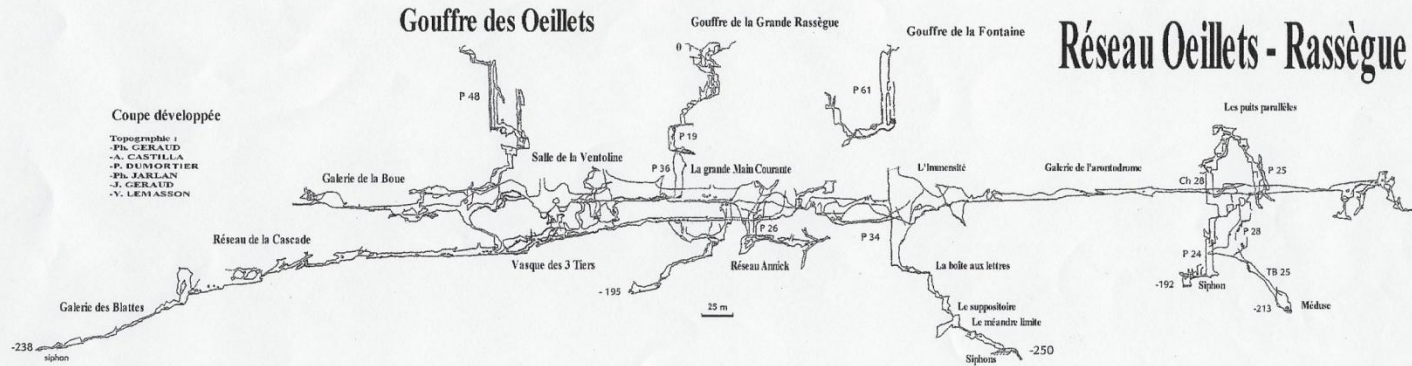 Gouffre des Oeillets
Gouffre de la Grande Rassègue
Gouffre de la Fontaine
Réseau Oeillets - Rassègue
0
P 48
P 61
Coupe développée
Topographie :
-Ph. GERAUD
-A. CASTILLA
-P. DUMORTIER
-Ph. JARLAN
-J. GERAUD
-V. LEMASSON
Les puits parallèles
P 19
Salle de la Ventoline
P 36
La grande Main Courante
L'Immensité
Galerie de l'arontodrome
P 25
Galerie de la Boue
Ch 28
P 26
P 34
P 28
Réseau de la Cascade
P 24
Vasque des 3 Tiers
Réseau Annick
La boîte aux lettres
TB 25
-192
Siphon
- 195
Galerie des Blattes
25 m
Le suppositoire
-213
Méduse
Le méandre limite
-238
siphon
Siphons
-250